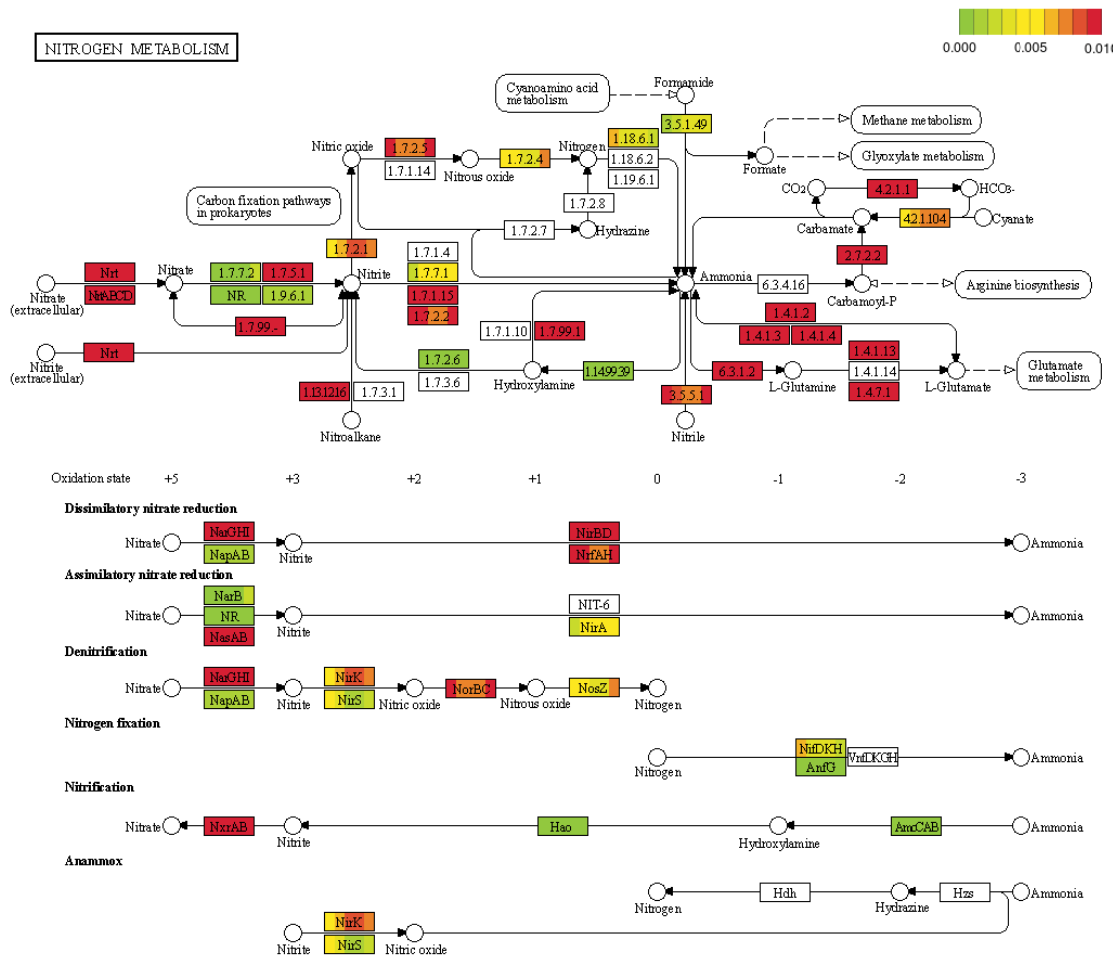 NITROGEN METABOLISM
0.000 0.005 0.010
Cyanoamino acid
metabolism
Formamide
3.5.1.49
Methane metabolism
Glyoxylate metabolism
Formate
Nitric oxide
1.7.2.5
1.7.1.14
Nitrous oxide
1.7.2.4
Nitrogen
1.18.6.1
1.18.6.2
1.19.6.1
CO2
4.2.1.1
HCO3-
Carbon fixation pathways
in prokaryotes
1.7.2.8
1.7.2.7
Hydrazine
Carbamate
4.2.1.104
Cyanate
1.7.2.1
2.7.2.2
Nrt
NrtABCD
Nitrate
(extracellular)
Nitrate
1.7.7.2
1.7.5.1
NR
1.9.6.1
Nitrite
1.7.1.4
1.7.7.1
1.7.1.15
1.7.2.2
Ammonia
6.3.4.16
Carbamoyl-P
Arginine biosynthesis
1.7.99.-
Nrt
Nitrite
(extracellular)
1.7.1.10
1.7.99.1
1.4.1.2
1.4.1.3
1.4.1.4
1.7.2.6
1.7.3.6
Hydroxylamine
1.14.99.39
6.3.1.2
L-Glutamine
1.4.1.13
1.4.1.14
1.4.7.1
L-Glutamate
Glutamate
metabolism
1.13.12.16
1.7.3.1
Nitroalkane
3.5.5.1
Nitrile
Oxidation state +5 +3 +2 +1 0 -1 -2 -3
Dissimilatory nitrate reduction
Nitrate
NarGHI
NapAB
Nitrite
NirBD
NrfAH
Ammonia
Assimilatory nitrate reduction
Nitrate
NarB
NR
NasAB
Nitrite
NIT-6
NirA
Ammonia
Denitrification
Nitrate
NarGHI
NapAB
Nitrite
NirK
NirS
Nitric oxide
NorBC
Nitrous oxide
NosZ
Nitrogen
Nitrogen fixation
Nitrogen
NifDKH
AnfG
VnfDKGH
Ammonia
Nitrification
Nitrate
NxrAB
Nitrite
Hao
Hydroxylamine
AmoCAB
Ammonia
Anammox
Nitrogen
Hdh
Hydrazine
Hzs
Ammonia
Nitrite
NirK
NirS
Nitric oxide